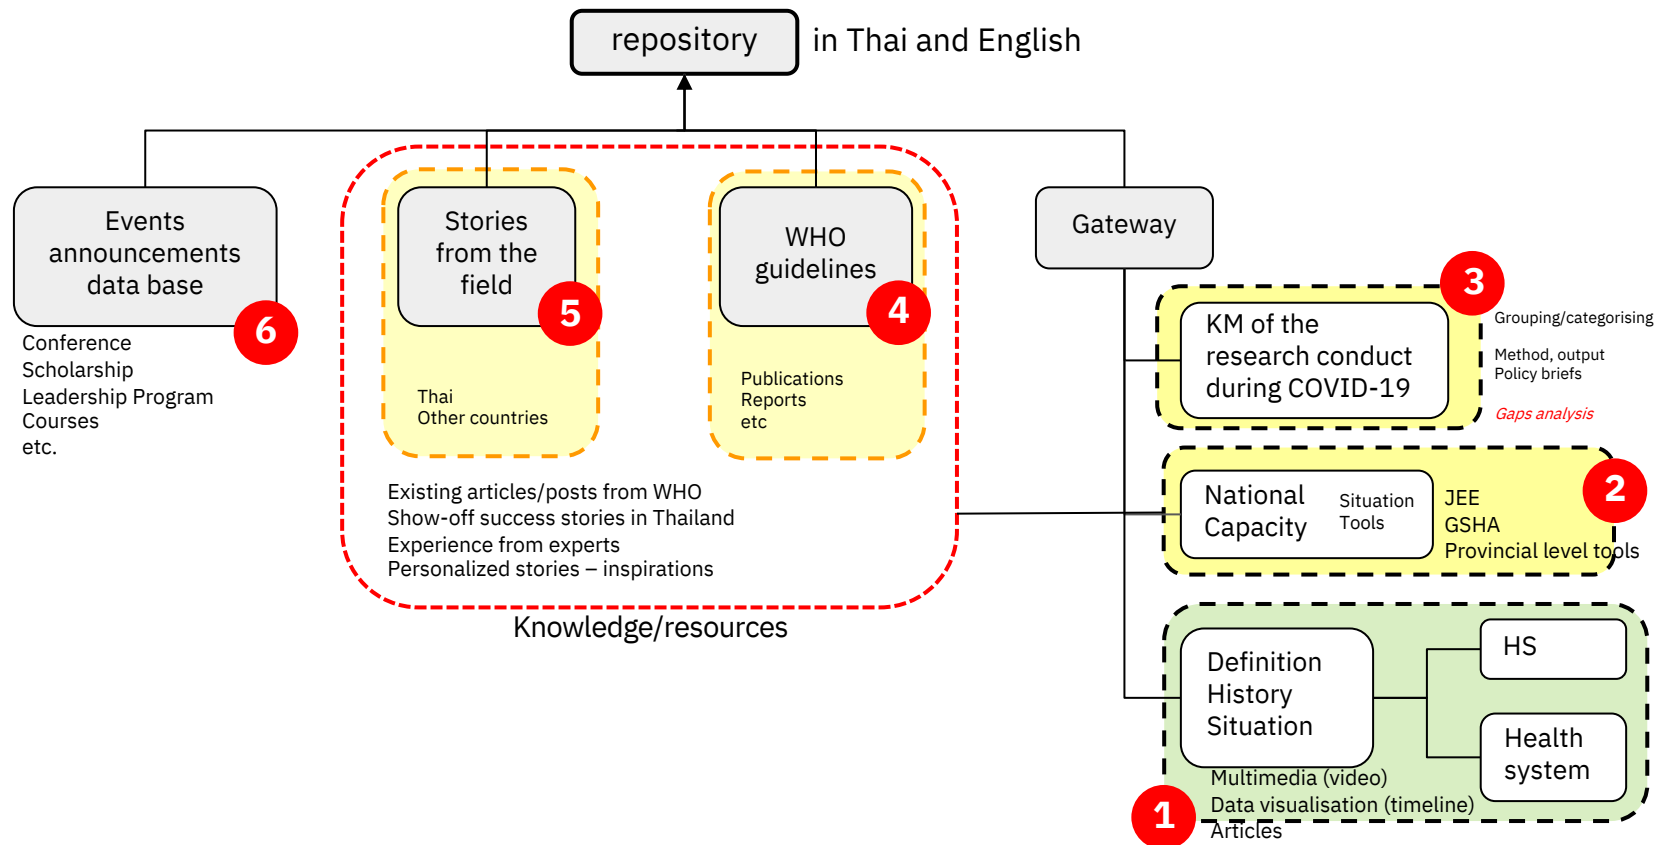 repository
in Thai and English
Events
announcements
data base
6
Conference
Scholarship
Leadership Program
Courses
etc.
Stories
from the
field
5
Thai
Other countries
WHO
guidelines
4
Publications
Reports
etc
Existing articles/posts from WHO
Show-off success stories in Thailand
Experience from experts
Personalized stories – inspirations
Knowledge/resources
Gateway
3
KM of the
research conduct
during COVID-19
Grouping/categorising
Method, output
Policy briefs
Gaps analysis
2
National
Capacity
Situation
Tools
JEE
GSHA
Provincial level tools
Definition
History
Situation
HS
Health
system
1
Multimedia (video)
Data visualisation (timeline)
Articles